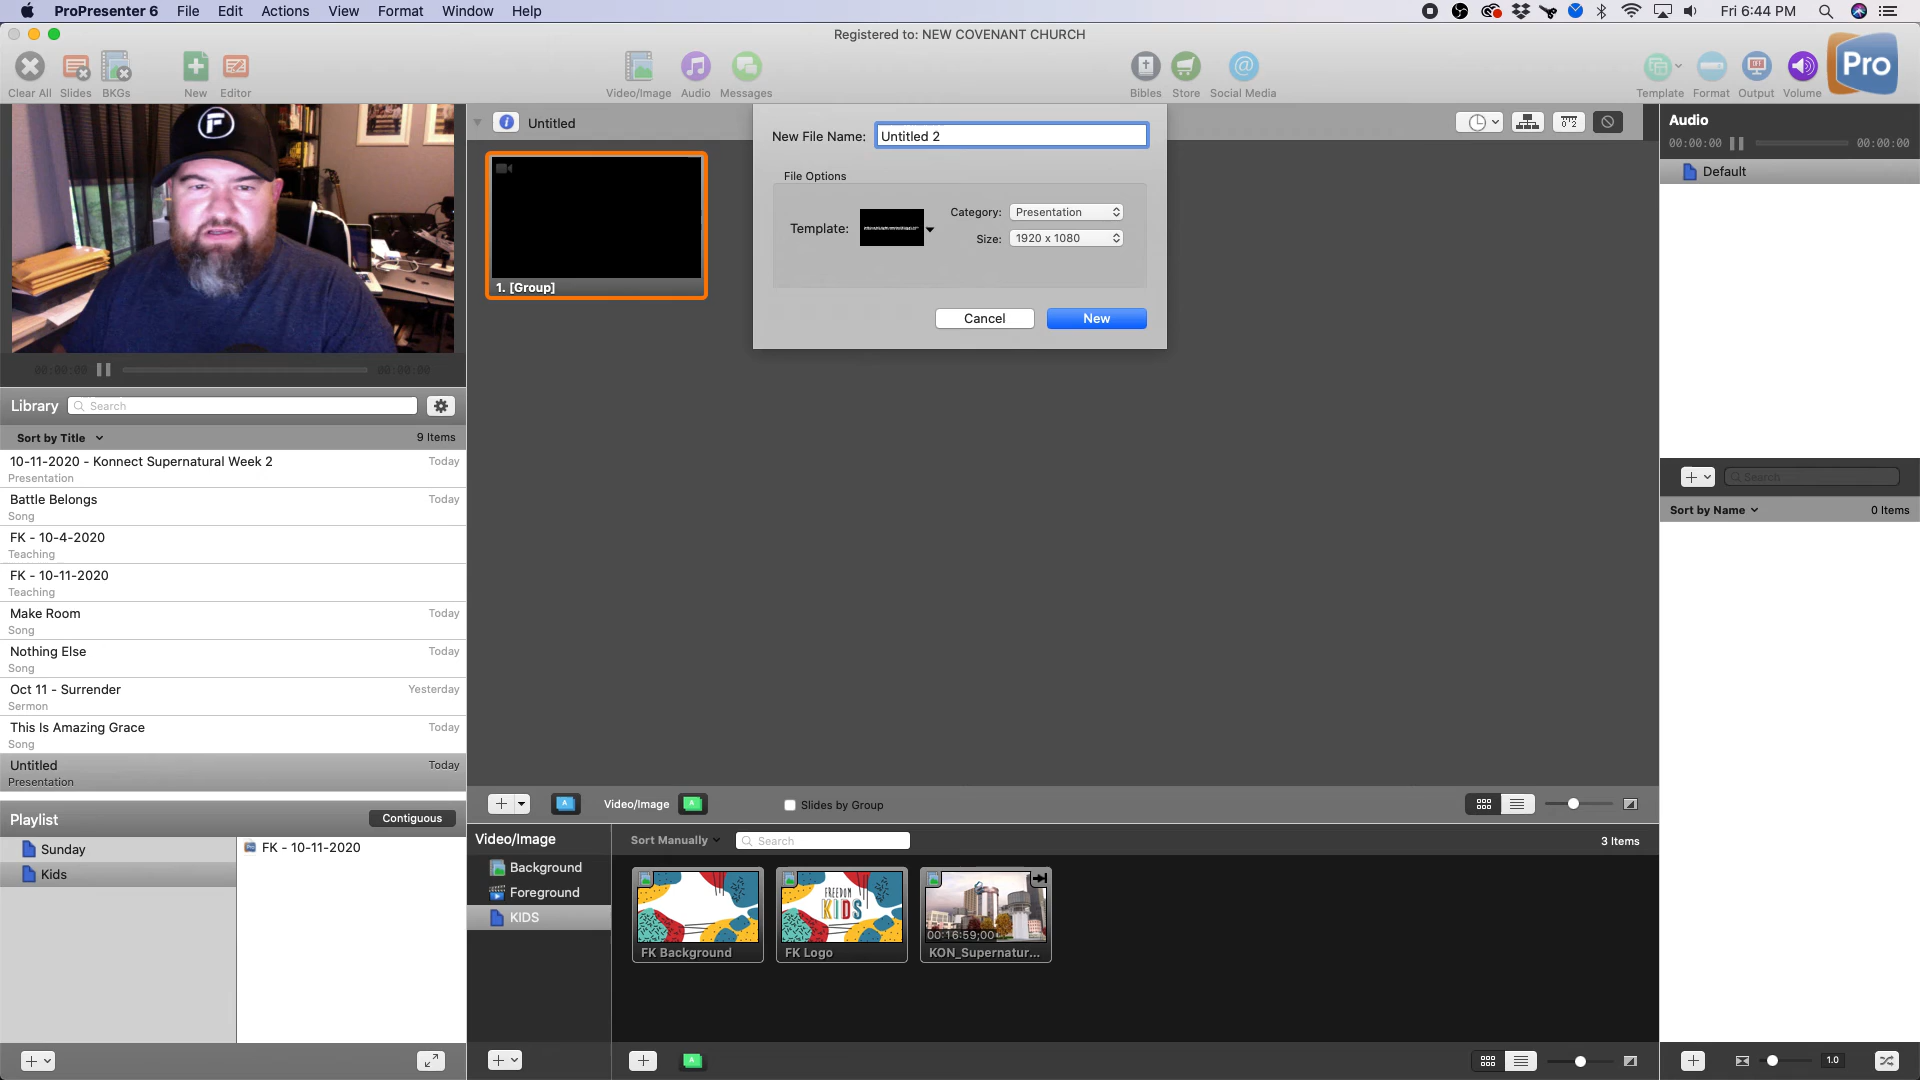 ProPresenter 6 File Edit Actions View Format Window Help Fri 6:44 PM
Registered to: NEW COVENANT CHURCH
Clear All Slides BKGs New Editor Video/Image Audio Messages Bibles Store Social Media Template Format Output Volume Pro
Untitled
1. [Group]
New File Name: Untitled 2
File Options
Template:
Category: Presentation
Size: 1920 x 1080
Cancel New
Audio
00:00:00 00:00:00
Default
00:00:00 00:00:00
Library Search
Sort by Title 9 Items
10-11-2020 - Konnect Supernatural Week 2 Today
Presentation
Battle Belongs Today
Song
FK - 10-4-2020
Teaching
FK - 10-11-2020
Teaching
Make Room Today
Song
Nothing Else Today
Song
Oct 11 - Surrender Yesterday
Sermon
This Is Amazing Grace Today
Song
Untitled Today
Presentation
Search
Sort by Name 0 Items
Playlist Contiguous
Sunday
Kids
FK - 10-11-2020
Video/Image Slides by Group
Video/Image
Sort Manually Search 3 Items
Background
Foreground
KIDS
FK Background
FREEDOM
KIDS
FK Logo
00:16:59;00
KON_Supernatur...
1.0